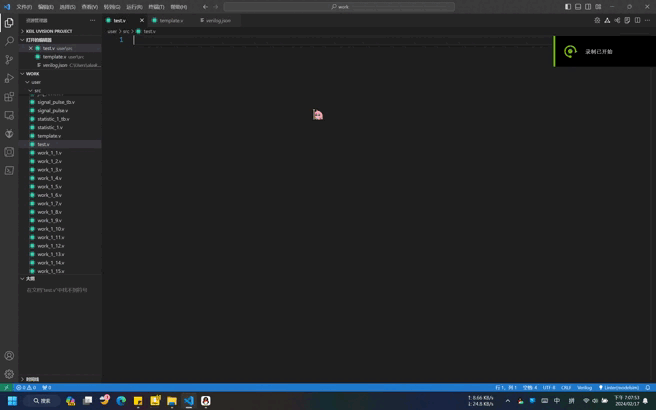 文件(F) 编辑(E) 选择(S) 查看(V) 转到(G) 运行(R) 终端(T) 帮助(H) work
资源管理器
test.v template.v verilog.json
KEIL UVISION PROJECT
user > src > test.v
打开的编辑器
1
test.v user\src
template.v user\src
verilog.json
录制已开始
WORK
user
src
signal_pulse_tb.v
signal_pulse.v
statistic_1_tb.v
statistic_1.v
template.v
test.v
work_1_1.v
work_1_2.v
work_1_3.v
work_1_4.v
work_1_5.v
work_1_6.v
work_1_7.v
work_1_8.v
work_1_9.v
work_1_10.v
work_1_11.v
work_1_12.v
work_1_13.v
work_1_14.v
work_1_15.v
大纲
在文档"test.v"中找不到符号
时间线
0 0 0 行 1, 列 1 空格: 4 UTF-8 CRLF Verilog Linter(modelsim)
搜索
↑: 8.66 KB/s
↓: 24.8 KB/s
中 拼
下午 7:07:53
2024/02/17